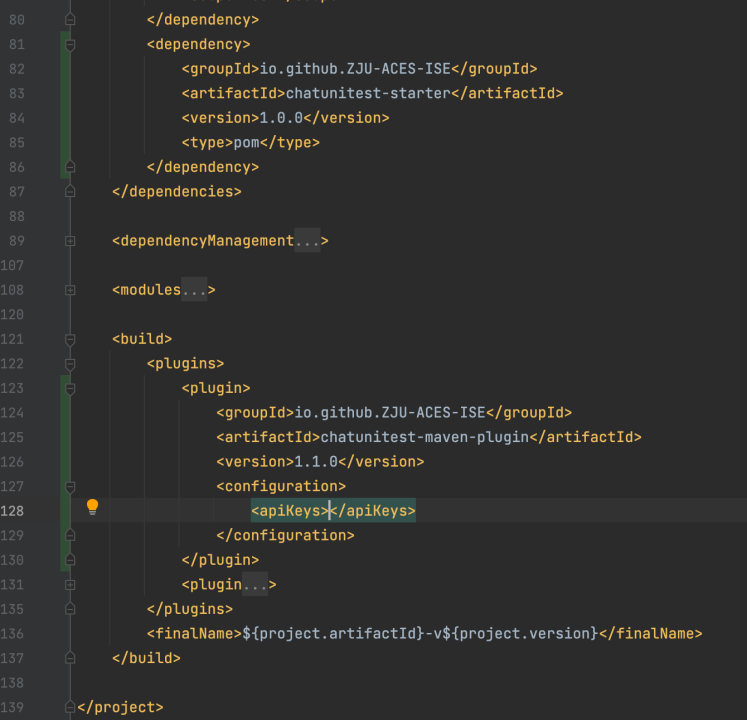 80 </dependency>
81 <dependency>
82 <groupId>io.github.ZJU-ACES-ISE</groupId>
83 <artifactId>chatunitest-starter</artifactId>
84 <version>1.0.0</version>
85 <type>pom</type>
86 </dependency>
87 </dependencies>
88
89 <dependencyManagement...>
107
108 <modules...>
120
121 <build>
122 <plugins>
123 <plugin>
124 <groupId>io.github.ZJU-ACES-ISE</groupId>
125 <artifactId>chatunitest-maven-plugin</artifactId>
126 <version>1.1.0</version>
127 <configuration>
128 <apiKeys></apiKeys>
129 </configuration>
130 </plugin>
131 <plugin...>
135 </plugins>
136 <finalName>${project.artifactId}-v${project.version}</finalName>
137 </build>
138
139 </project>